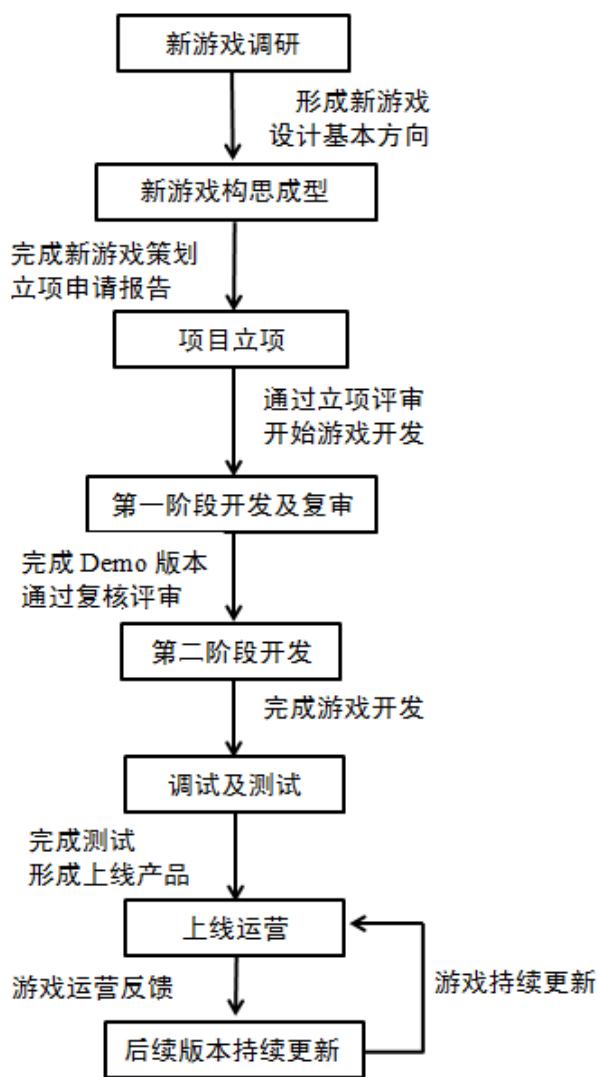 新游戏调研
形成新游戏
设计基本方向
新游戏构思成型
完成新游戏策划
立项申请报告
项目立项
通过立项评审
开始游戏开发
第一阶段开发及复审
完成 Demo 版本
通过复核评审
第二阶段开发
完成游戏开发
调试及测试
完成测试
形成上线产品
上线运营
游戏运营反馈
游戏持续更新
后续版本持续更新